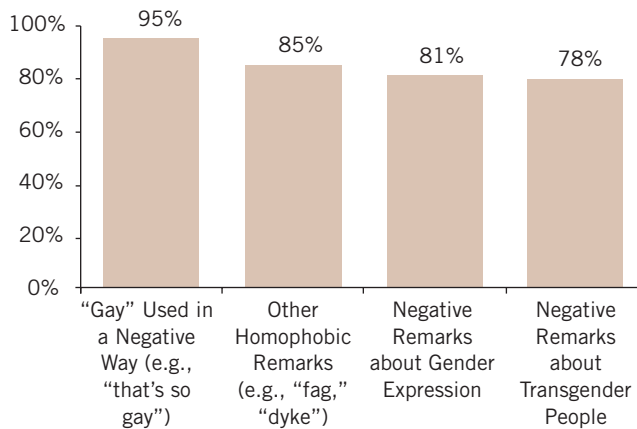 100%
80%
60%
40%
20%
0%
95%
85%
81%
78%
“Gay” Used in
a Negative
Way (e.g.,
“that’s so
gay”)
Other
Homophobic
Remarks
(e.g., “fag,”
“dyke”)
Negative
Remarks
about Gender
Expression
Negative
Remarks
about
Transgender
People